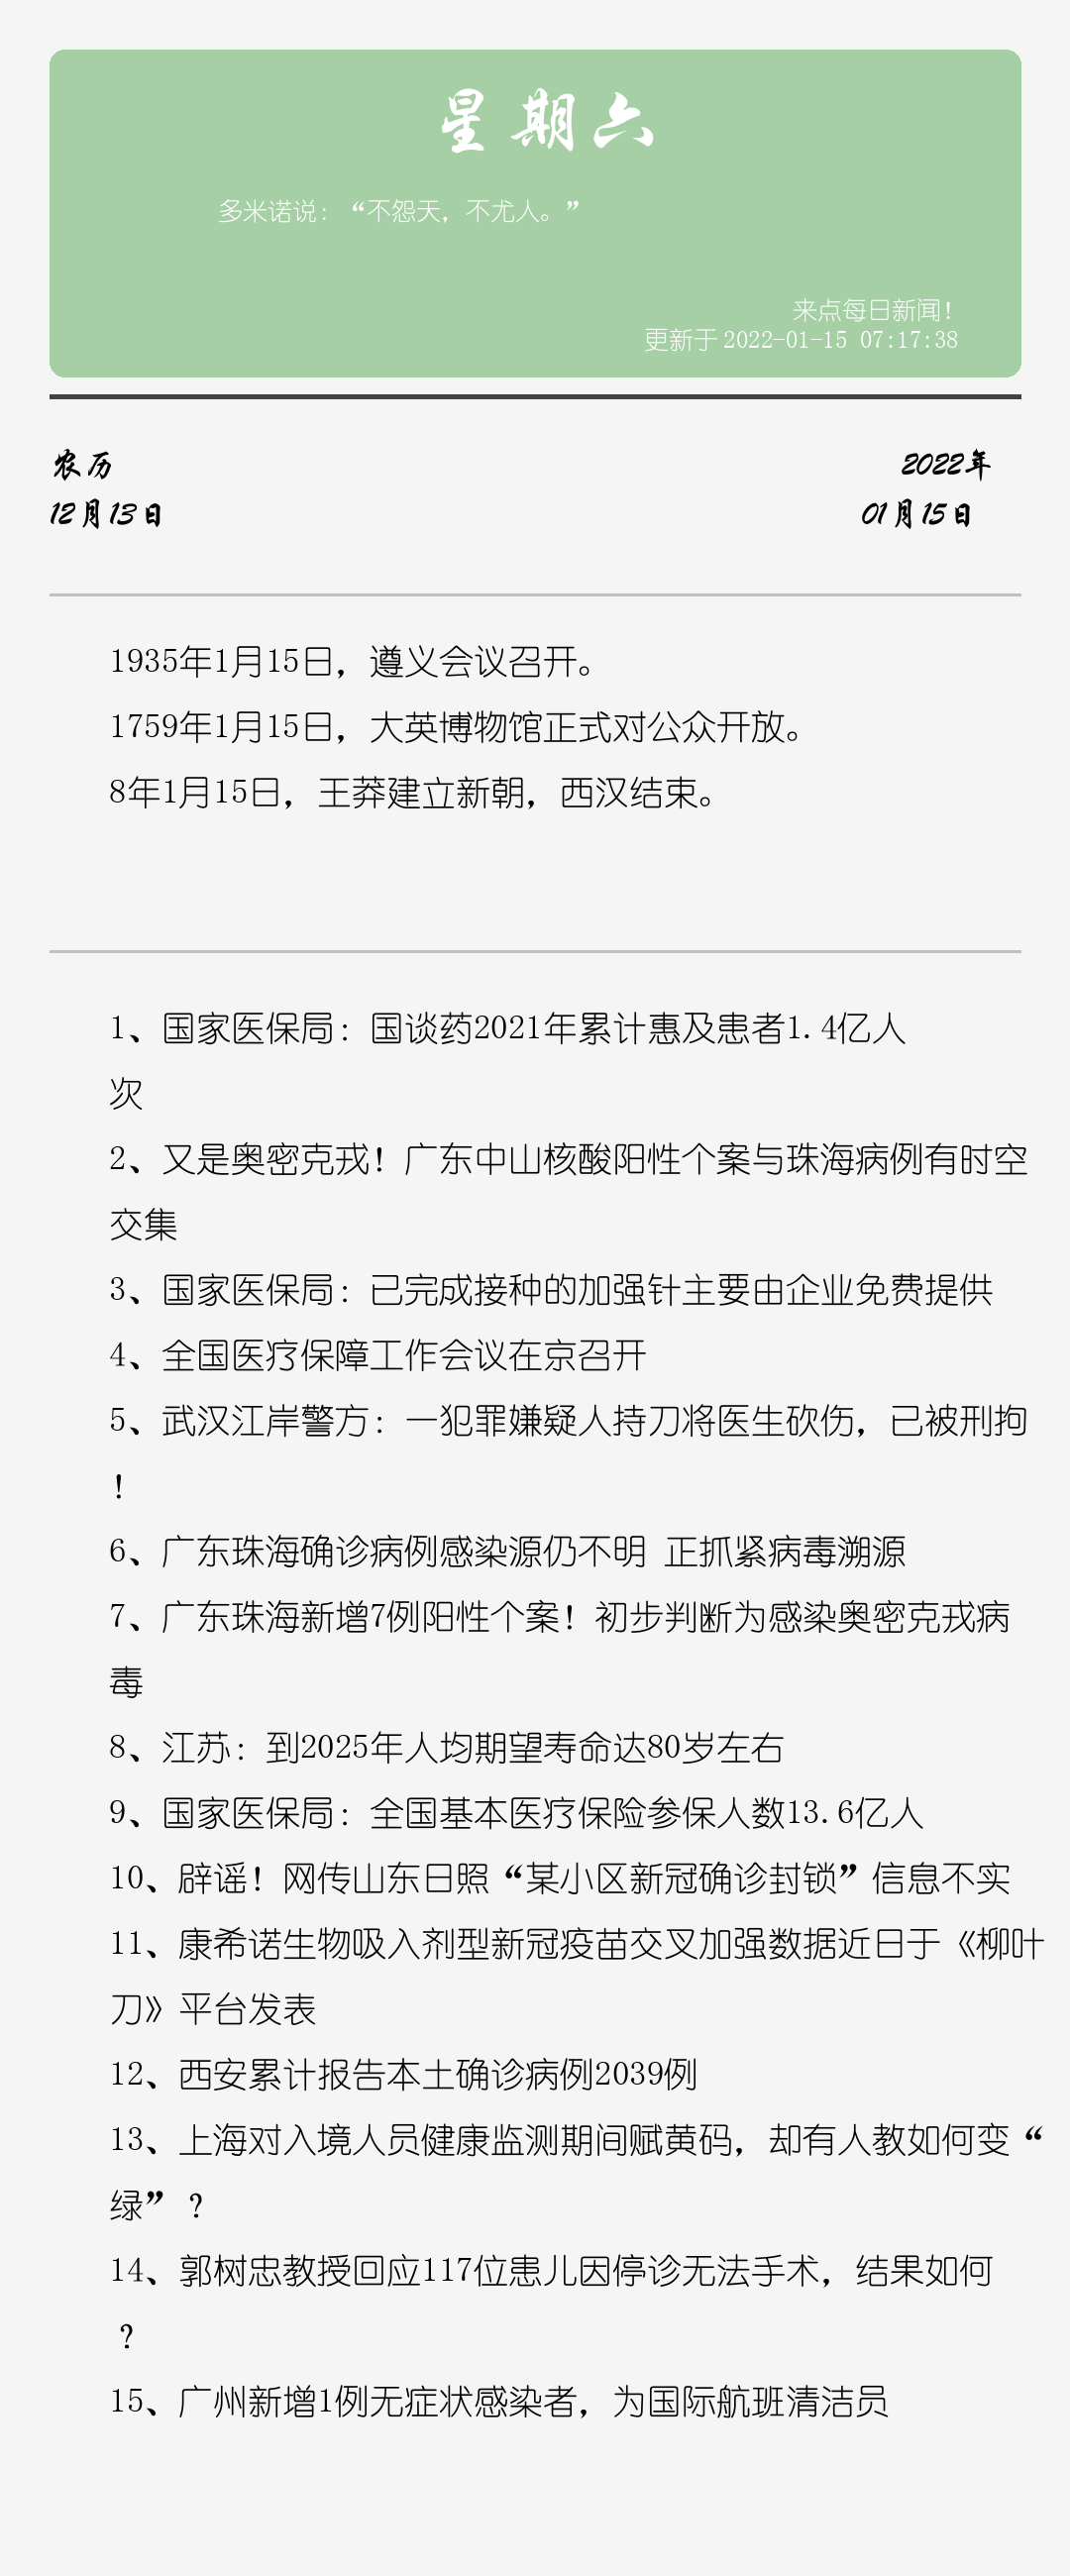 星期六
多米诺说：“不怨天，不尤人。”
来点每日新闻！
更新于 2022-01-15 07:17:38
农历
2022年
12月13日
01月15日
1935年1月15日，遵义会议召开。
1759年1月15日，大英博物馆正式对公众开放。
8年1月15日，王莽建立新朝，西汉结束。
1、国家医保局：国谈药2021年累计惠及患者1.4亿人
次
2、又是奥密克戎！广东中山核酸阳性个案与珠海病例有时空
交集
3、国家医保局：已完成接种的加强针主要由企业免费提供
4、全国医疗保障工作会议在京召开
5、武汉江岸警方：一犯罪嫌疑人持刀将医生砍伤，已被刑拘
！
6、广东珠海确诊病例感染源仍不明 正抓紧病毒溯源
7、广东珠海新增7例阳性个案！初步判断为感染奥密克戎病
毒
8、江苏：到2025年人均期望寿命达80岁左右
9、国家医保局：全国基本医疗保险参保人数13.6亿人
10、辟谣！网传山东日照“某小区新冠确诊封锁”信息不实
11、康希诺生物吸入剂型新冠疫苗交叉加强数据近日于《柳叶
刀》平台发表
12、西安累计报告本土确诊病例2039例
13、上海对入境人员健康监测期间赋黄码，却有人教如何变“
绿”？
14、郭树忠教授回应117位患儿因停诊无法手术，结果如何
？
15、广州新增1例无症状感染者，为国际航班清洁员